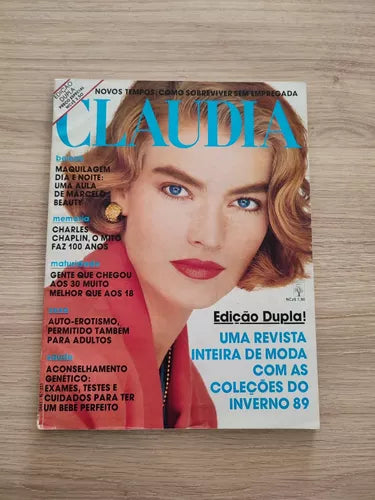 EDIÇÃO
DUPLA
NOVOS TEMPOS: COMO SOBREVIVER SEM EMPREGADA
CLAUDIA
beleza
MAQUILAGEM
DIA E NOITE:
UMA AULA
DE MARCELO
BEAUTY
memória
CHARLES
CHAPLIN, O MITO
FAZ 100 ANOS
maturidade
GENTE QUE CHEGOU
AOS 30 MUITO
MELHOR QUE AOS 18
sexo
AUTO-EROTISMO,
PERMITIDO TAMBÉM
PARA ADULTOS
saúde
ACONSELHAMENTO
GENÉTICO:
EXAMES, TESTES E
CUIDADOS PARA TER
UM BEBÊ PERFEITO
Edição Dupla!
UMA REVISTA
INTEIRA DE MODA
COM AS
COLEÇÕES DO
INVERNO 89